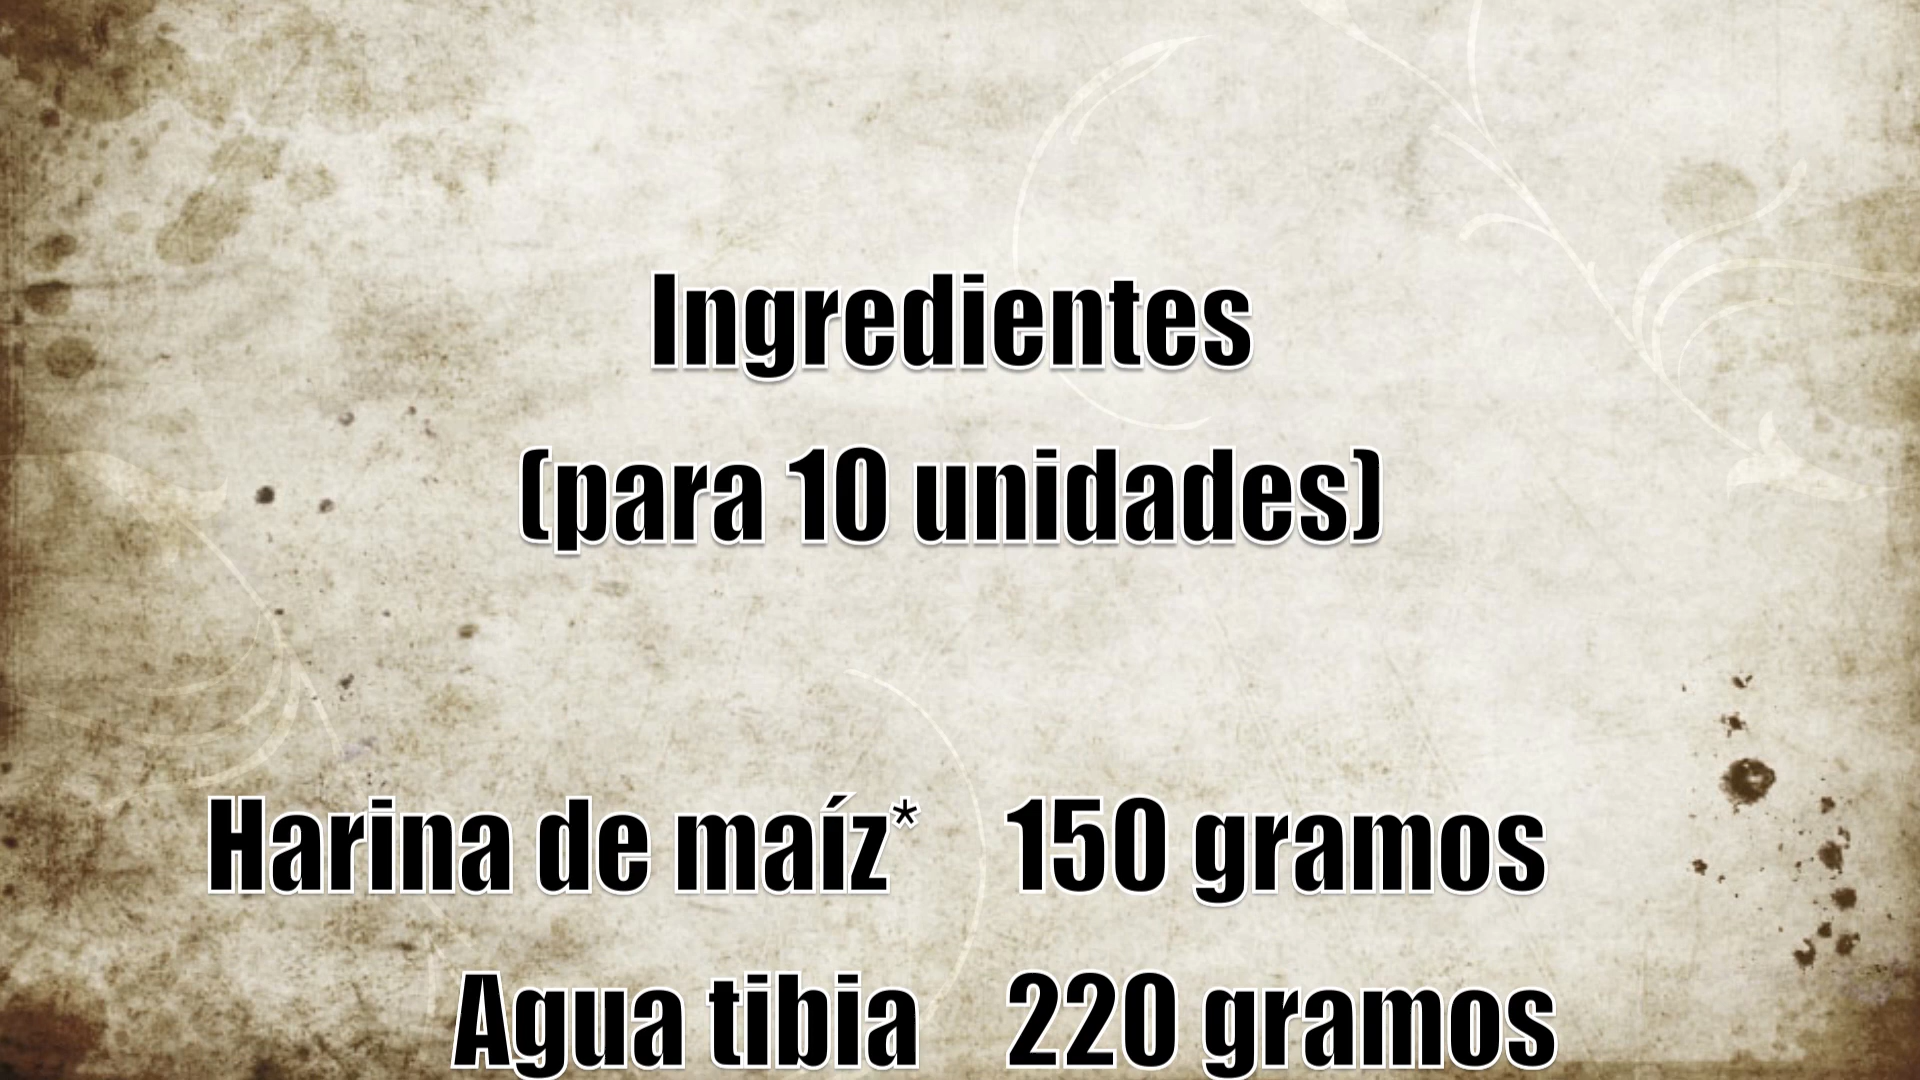 Ingredientes
(para 10 unidades)
Harina de maíz* 150 gramos
Agua tibia 220 gramos